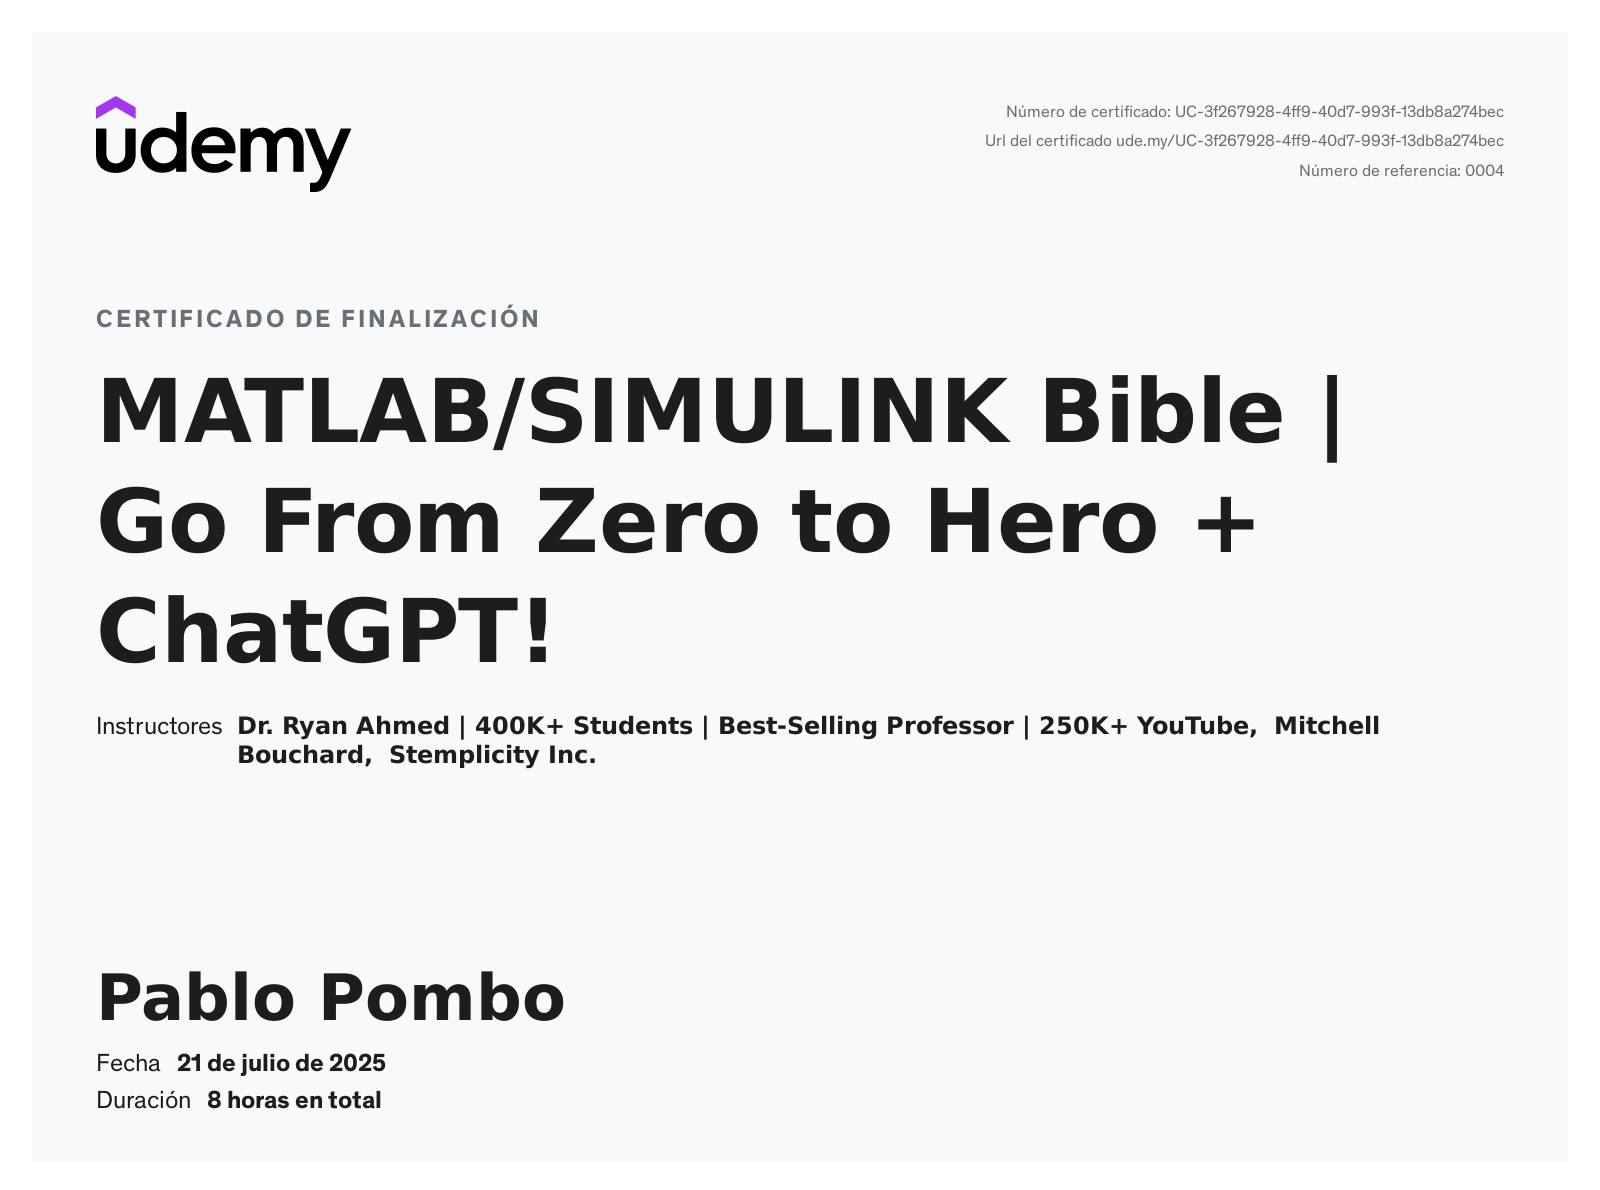 udemy
Número de certificado: UC-3f267928-4ff9-40d7-993f-13db8a274bec
Url del certificado ude.my/UC-3f267928-4ff9-40d7-993f-13db8a274bec
Número de referencia: 0004
CERTIFICADO DE FINALIZACIÓN
MATLAB/SIMULINK Bible |
Go From Zero to Hero +
ChatGPT!
Instructores Dr. Ryan Ahmed | 400K+ Students | Best-Selling Professor | 250K+ YouTube, Mitchell
Bouchard, Stemplicity Inc.
Pablo Pombo
Fecha 21 de julio de 2025
Duración 8 horas en total